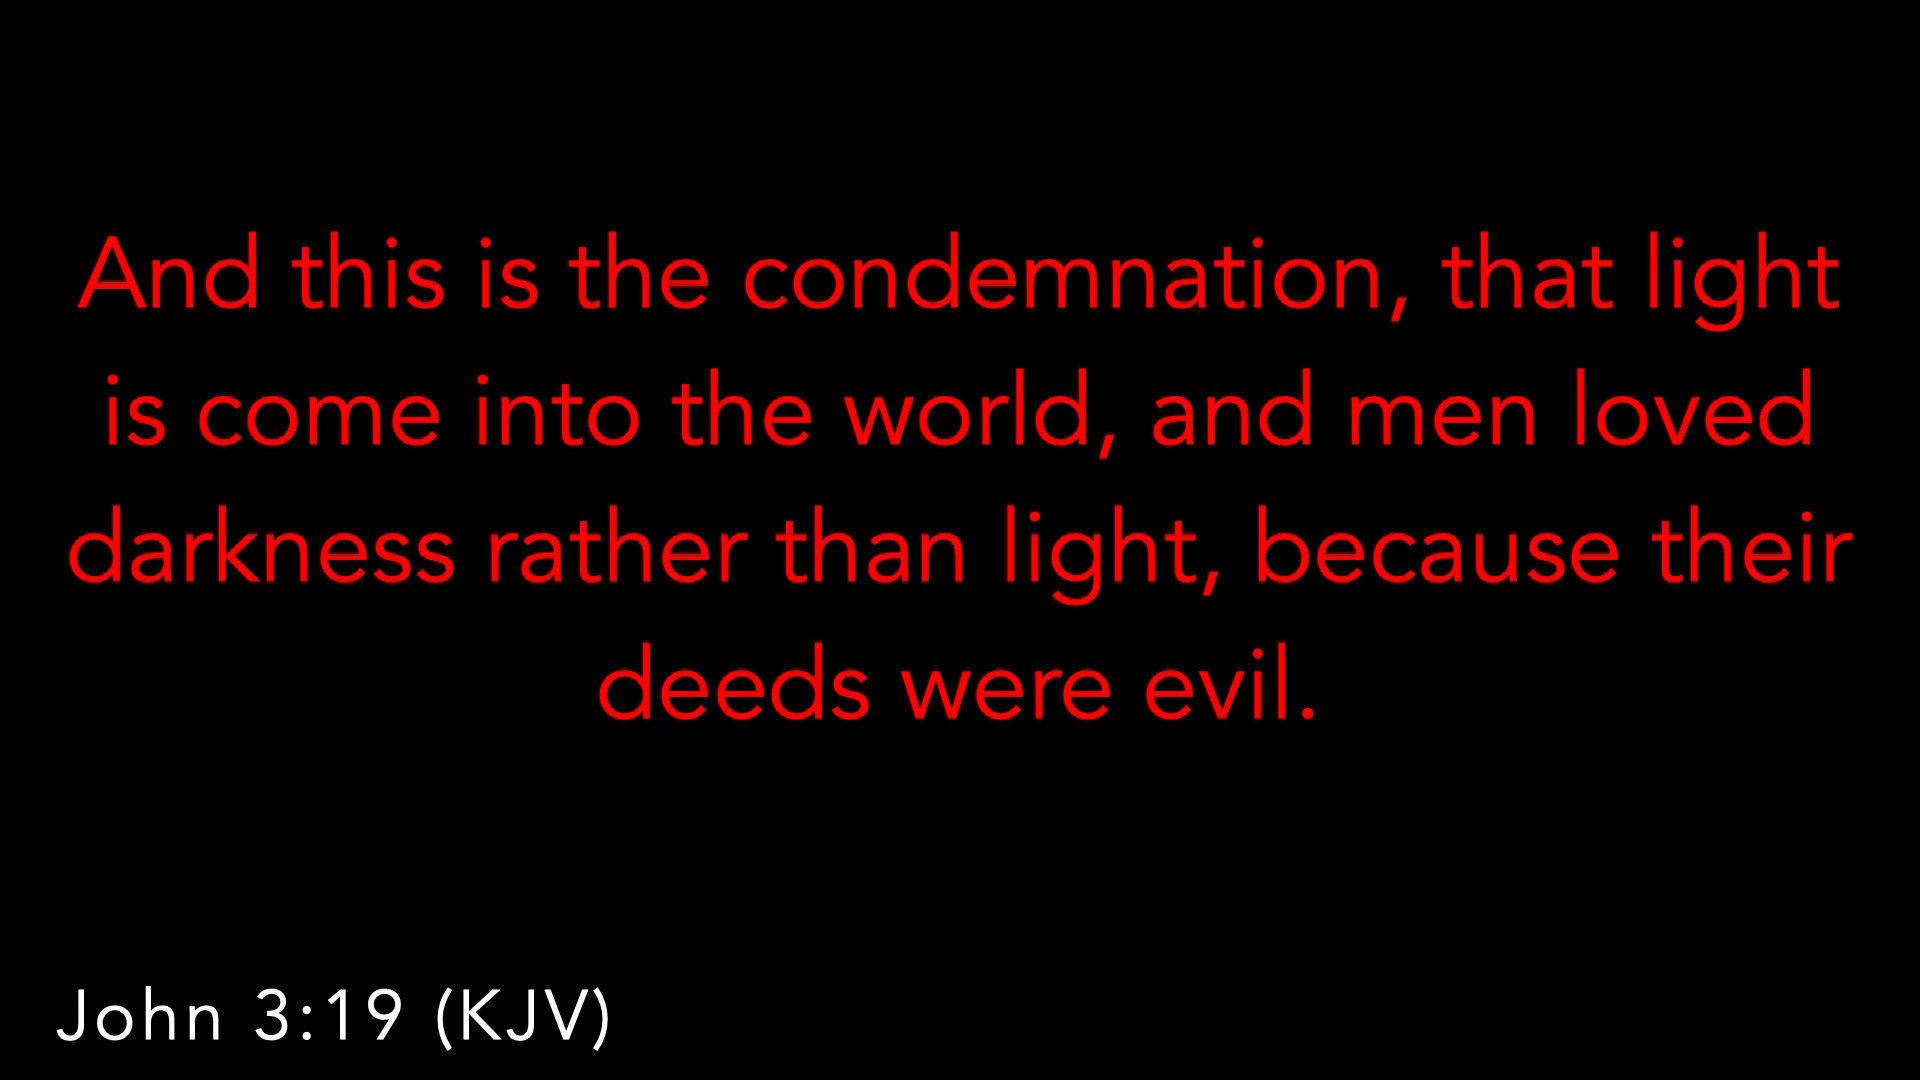 And this is the condemnation, that light
is come into the world, and men loved
darkness rather than light, because their
deeds were evil.
John 3:19 (KJV)